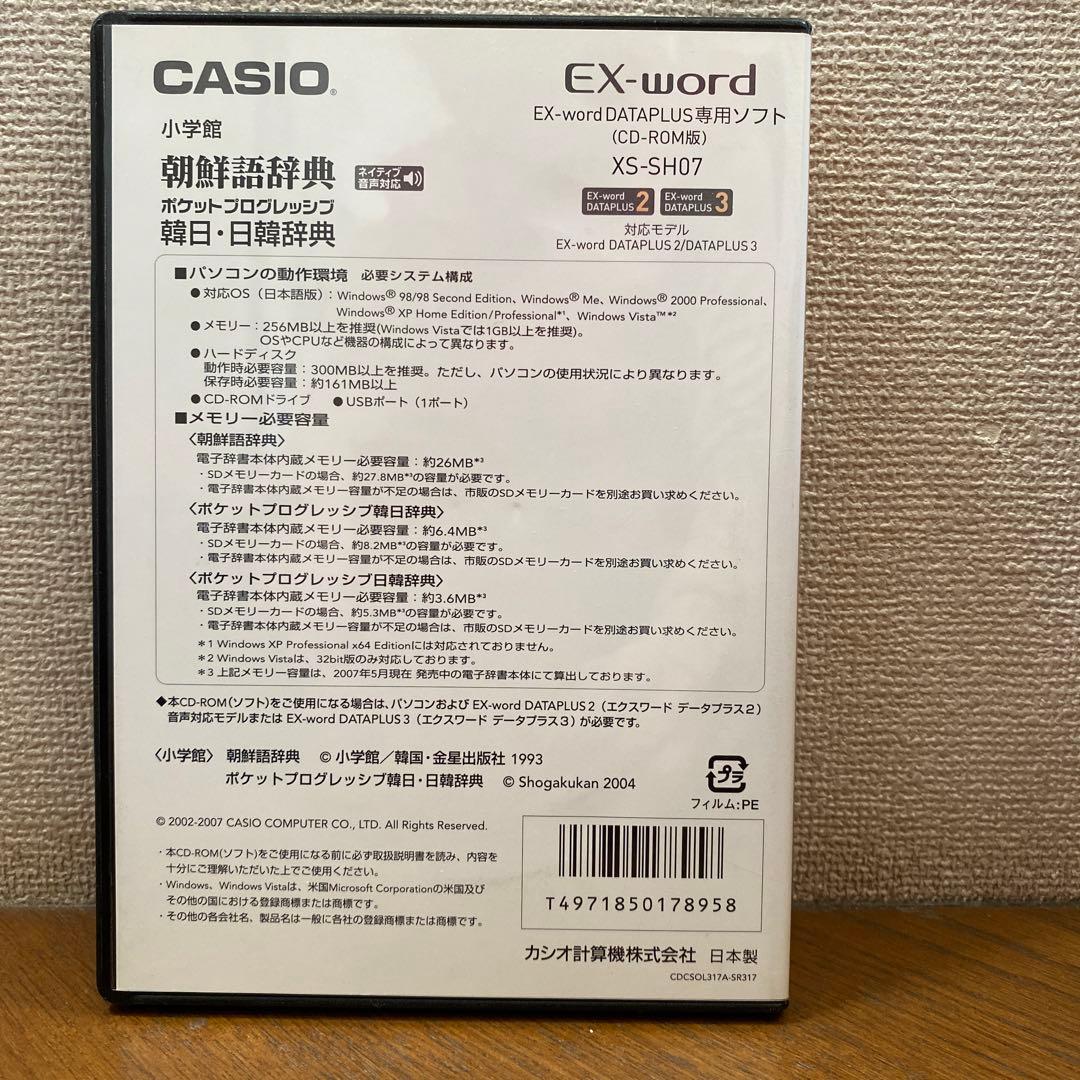 CASIO®
EX-word
EX-word DATAPLUS専用ソフト
(CD-ROM版)
XS-SH07
EX-word DATAPLUS 2
EX-word DATAPLUS 3
対応モデル
EX-word DATAPLUS 2/DATAPLUS 3
小学館
朝鮮語辞典 ネイティブ音声対応
ポケットプログレッシブ
韓日・日韓辞典
■パソコンの動作環境 必要システム構成
●対応OS（日本語版）：Windows® 98/98 Second Edition、Windows® Me、Windows® 2000 Professional、
Windows® XP Home Edition/Professional*1、Windows Vista™*2
●メモリー：256MB以上を推奨(Windows Vistaでは1GB以上を推奨)。
OSやCPUなど機器の構成によって異なります。
●ハードディスク
動作時必要容量：300MB以上を推奨。ただし、パソコンの使用状況により異なります。
保存時必要容量：約161MB以上
●CD-ROMドライブ ●USBポート（1ポート）
■メモリー必要容量
〈朝鮮語辞典〉
電子辞書本体内蔵メモリー必要容量：約26MB*3
・SDメモリーカードの場合、約27.8MB*3の容量が必要です。
・電子辞書本体内蔵メモリー容量が不足の場合は、市販のSDメモリーカードを別途お買い求めください。
〈ポケットプログレッシブ韓日辞典〉
電子辞書本体内蔵メモリー必要容量：約6.4MB*3
・SDメモリーカードの場合、約8.2MB*3の容量が必要です。
・電子辞書本体内蔵メモリー容量が不足の場合は、市販のSDメモリーカードを別途お買い求めください。
〈ポケットプログレッシブ日韓辞典〉
電子辞書本体内蔵メモリー必要容量：約3.6MB*3
・SDメモリーカードの場合、約5.3MB*3の容量が必要です。
・電子辞書本体内蔵メモリー容量が不足の場合は、市販のSDメモリーカードを別途お買い求めください。
*1 Windows XP Professional x64 Editionには対応されておりません。
*2 Windows Vistaは、32bit版のみ対応しております。
*3 上記メモリー容量は、2007年5月現在 発売中の電子辞書本体にて算出しております。
◆本CD-ROM(ソフト)をご使用になる場合は、パソコンおよび EX-word DATAPLUS 2（エクスワード データプラス2）
音声対応モデルまたは EX-word DATAPLUS 3（エクスワード データプラス3）が必要です。
〈小学館〉 朝鮮語辞典 © 小学館／韓国・金星出版社 1993
ポケットプログレッシブ韓日・日韓辞典 © Shogakukan 2004
プラ
フィルム:PE
© 2002-2007 CASIO COMPUTER CO., LTD. All Rights Reserved.
・本CD-ROM(ソフト)をご使用になる前に必ず取扱説明書を読み、内容を
十分にご理解いただいた上でご使用ください。
・Windows、Windows Vistaは、米国Microsoft Corporationの米国及び
その他の国における登録商標または商標です。
・その他の各会社名、製品名は一般に各社の登録商標または商標です。
T4971850178958
カシオ計算機株式会社 日本製
CDCSOL317A-SR317